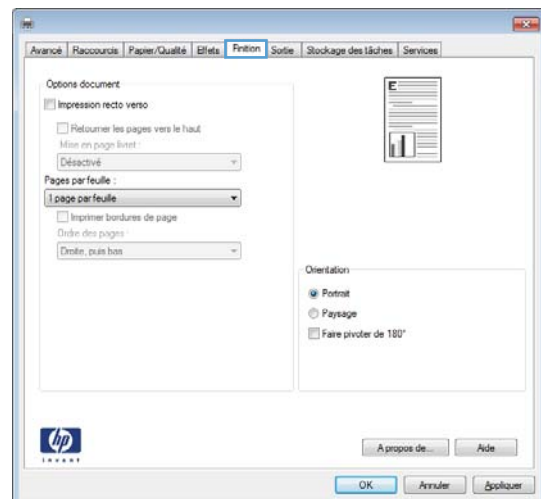 Avancé Raccourcis Papier/Qualité Effets Finition Sortie Stockage des tâches Services
Options document
Impression recto verso
Retourner les pages vers le haut
Mise en page livret :
Désactivé
Pages par feuille :
1 page par feuille
Imprimer bordures de page
Ordre des pages :
Droite, puis bas
E
Orientation
Portrait
Paysage
Faire pivoter de 180°
hp
invent
A propos de...
Aide
OK
Annuler
Appliquer